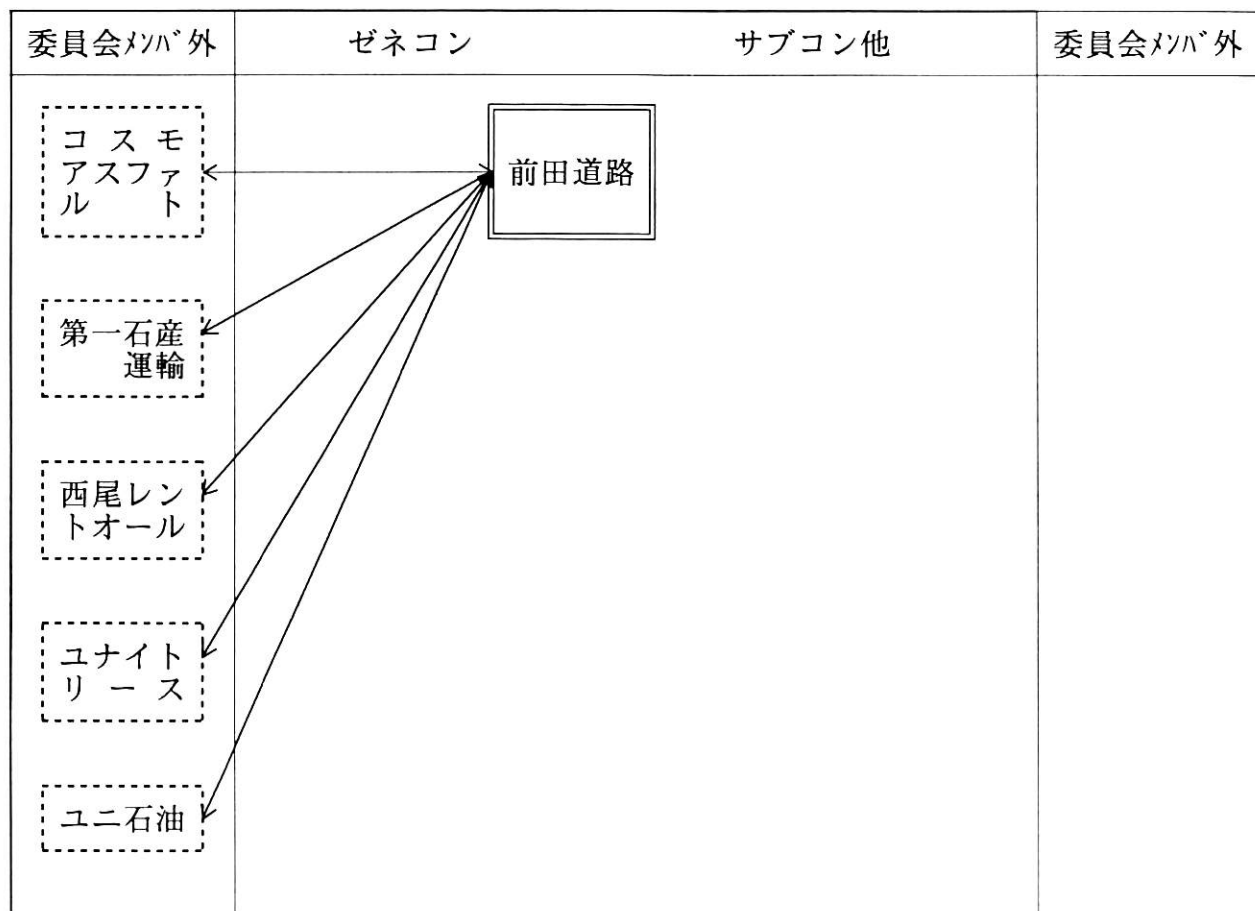 委員会ﾒﾝﾊﾞ外
ゼネコン
サブコン他
委員会ﾒﾝﾊﾞ外
コスモ
アスファ
ルト
前田道路
第一石産
運輸
西尾レン
トオール
ユナイト
リース
ユニ石油